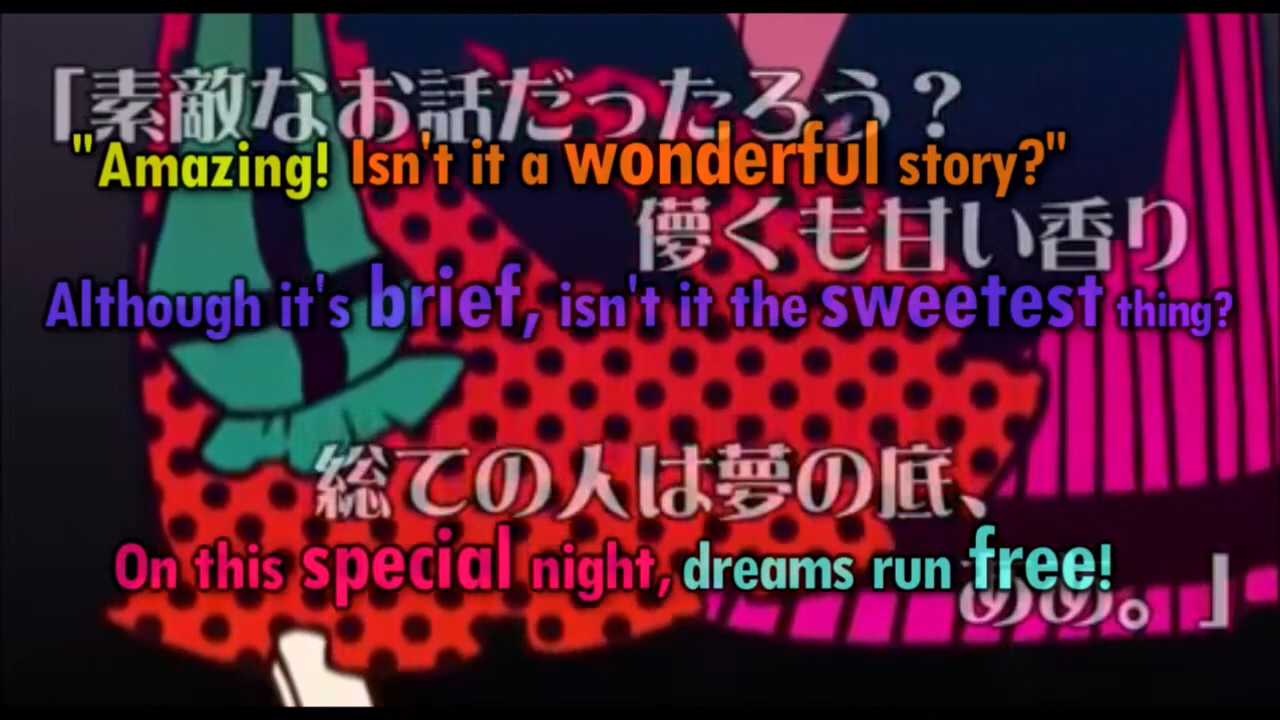 「素敵なお話だったろう？
"Amazing! Isn't it a wonderful story?"
儚くも甘い香り
Although it's brief, isn't it the sweetest thing?
総ての人は夢の底、
On this special night, dreams run free!
ああ。」